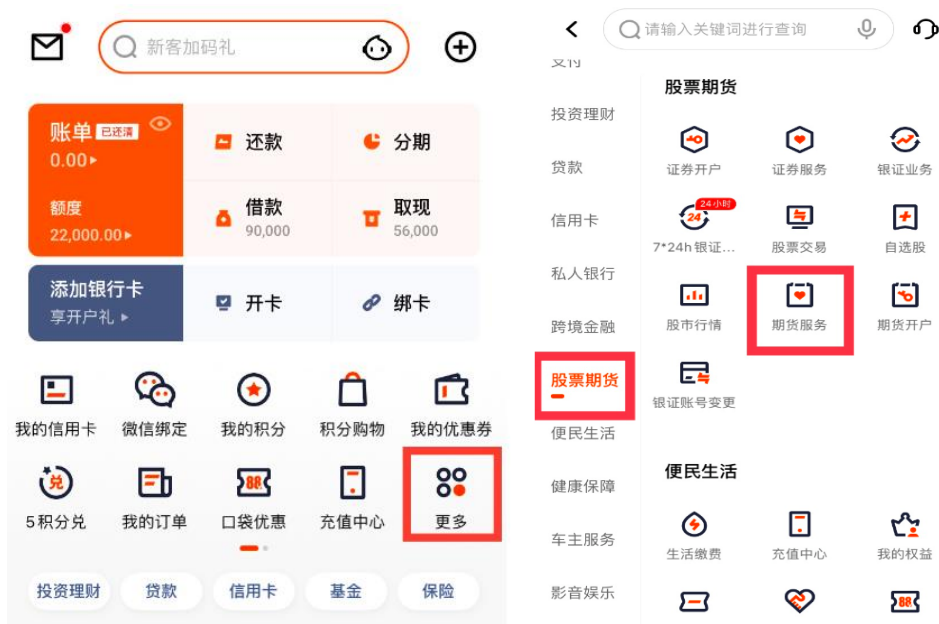 新客加码礼
账单 已还清
0.00▸
额度
22,000.00▸
还款
分期
借款
90,000
取现
56,000
添加银行卡
享开户礼 ▸
开卡
绑卡
我的信用卡
微信绑定
我的积分
积分购物
我的优惠券
兑
88
5积分兑
我的订单
口袋优惠
充值中心
更多
投资理财
贷款
信用卡
基金
保险
请输入关键词进行查询
支付
投资理财
贷款
信用卡
私人银行
跨境金融
股票期货
便民生活
健康保障
车主服务
影音娱乐
股票期货
证券开户
证券服务
银证业务
24
24小时
7*24h银证...
股票交易
自选股
股市行情
期货服务
期货开户
银证账号变更
便民生活
生活缴费
充值中心
我的权益
88